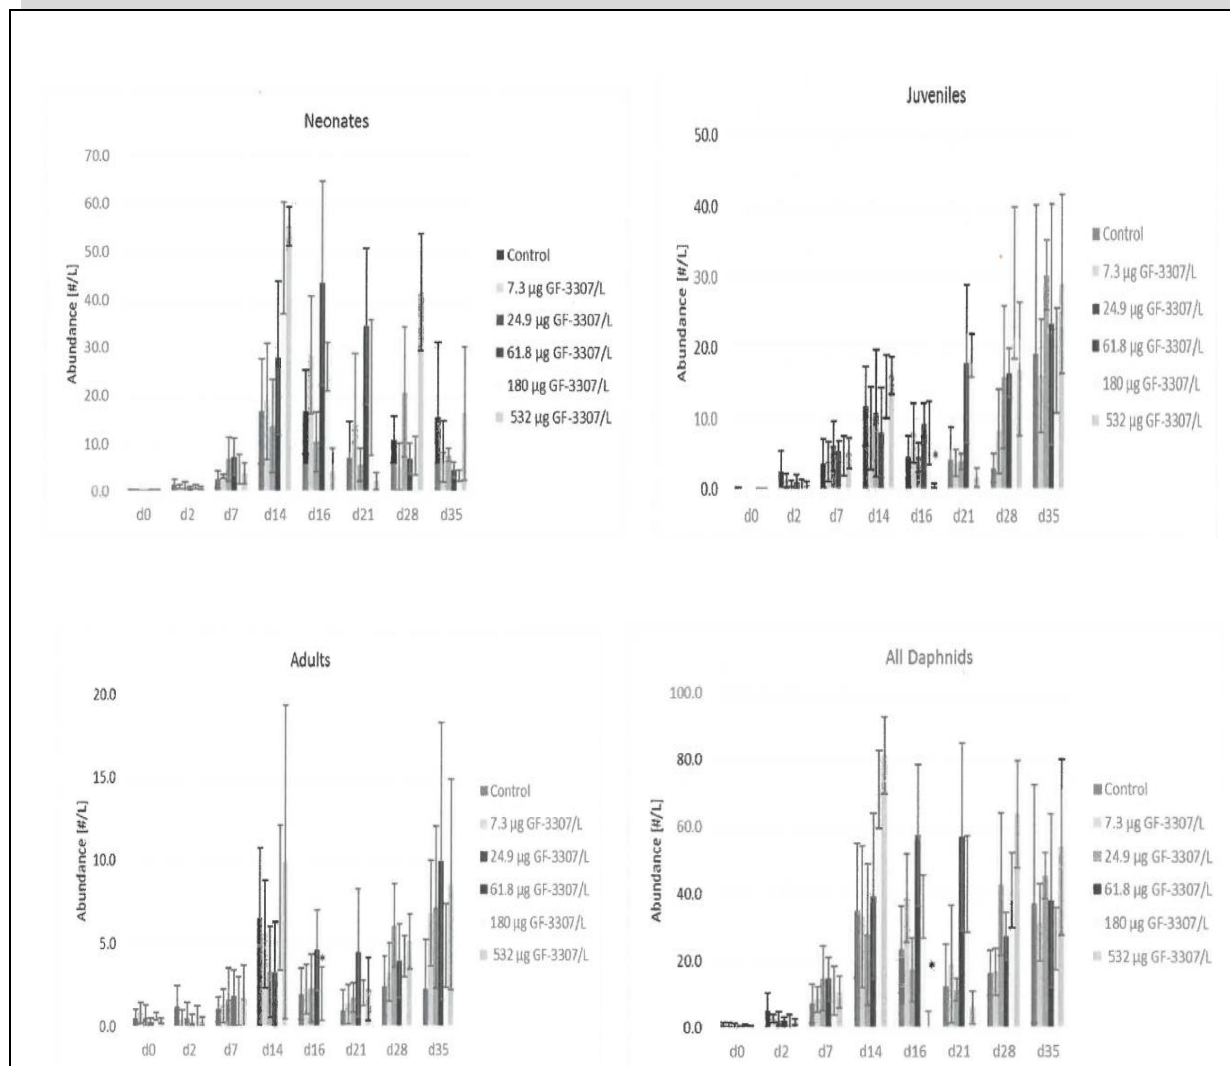 Neonates
Abundance [#/L]
70.0
60.0
50.0
40.0
30.0
20.0
10.0
0.0
d0 d2 d7 d14 d16 d21 d28 d35
Control
7.3 µg GF-3307/L
24.9 µg GF-3307/L
61.8 µg GF-3307/L
180 µg GF-3307/L
532 µg GF-3307/L
Juveniles
Abundance [#/L]
50.0
40.0
30.0
20.0
10.0
0.0
*
d0 d2 d7 d14 d16 d21 d28 d35
Control
7.3 µg GF-3307/L
24.9 µg GF-3307/L
61.8 µg GF-3307/L
180 µg GF-3307/L
532 µg GF-3307/L
Adults
Abundance [#/L]
20.0
15.0
10.0
5.0
0.0
*
d0 d2 d7 d14 d16 d21 d28 d35
Control
7.3 µg GF-3307/L
24.9 µg GF-3307/L
61.8 µg GF-3307/L
180 µg GF-3307/L
532 µg GF-3307/L
All Daphnids
Abundance [#/L]
100.0
80.0
60.0
40.0
20.0
0.0
*
d0 d2 d7 d14 d16 d21 d28 d35
Control
7.3 µg GF-3307/L
24.9 µg GF-3307/L
61.8 µg GF-3307/L
180 µg GF-3307/L
532 µg GF-3307/L